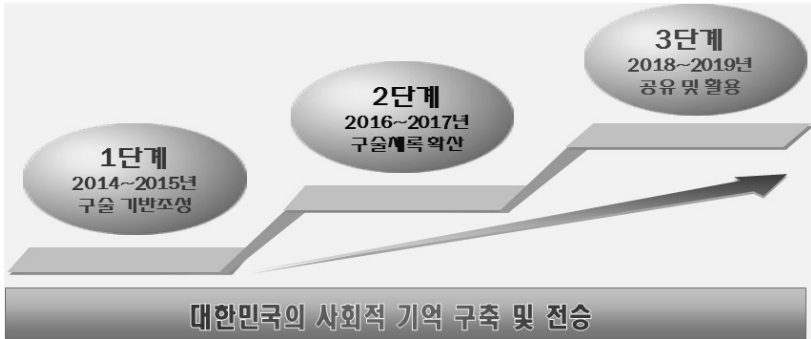 1단계
2014~2015년
구술 기반조성
2단계
2016~2017년
구술채록 확산
3단계
2018~2019년
공유 및 활용
대한민국의 사회적 기억 구축 및 전승